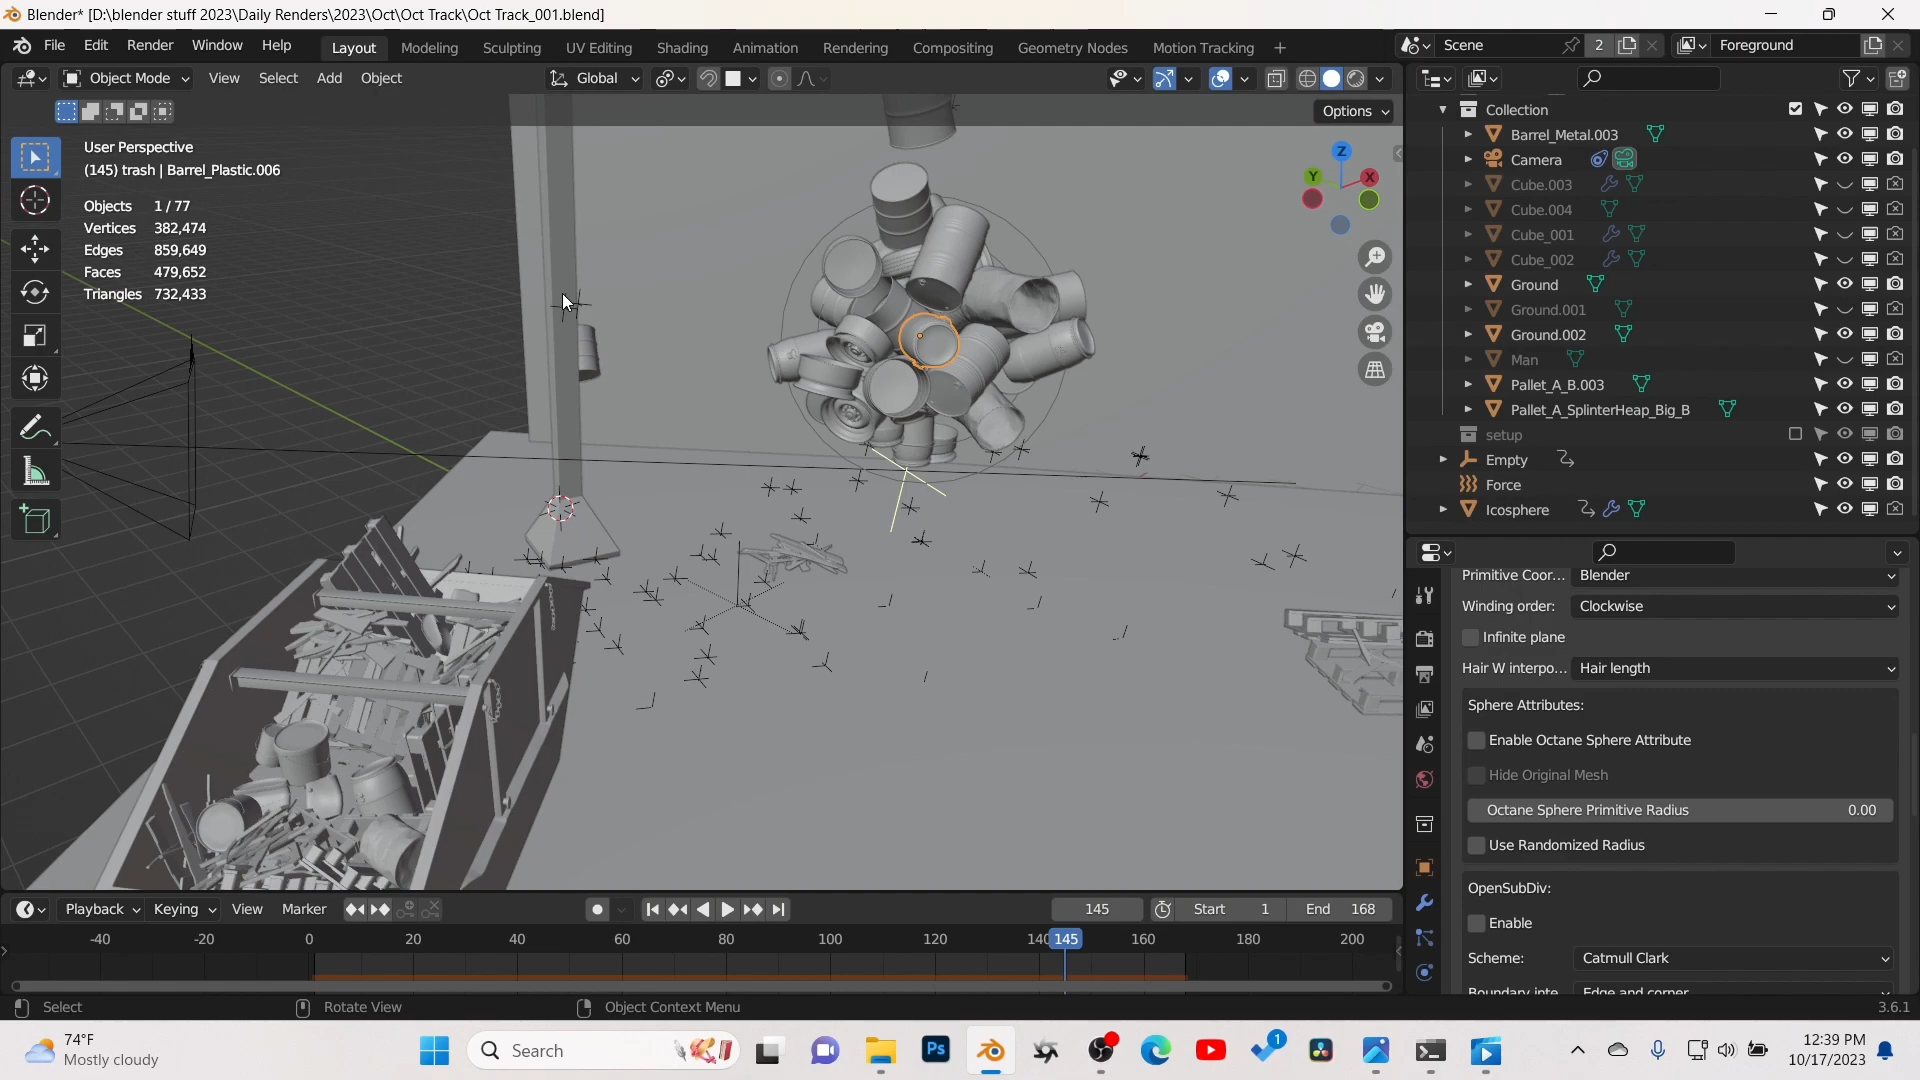 Blender* [D:\blender stuff 2023\Daily Renders\2023\Oct\Oct Track\Oct Track_001.blend]
File Edit Render Window Help Layout Modeling Sculpting UV Editing Shading Animation Rendering Compositing Geometry Nodes Motion Tracking + Scene 2 Foreground
Object Mode View Select Add Object Global
Options
User Perspective
(145) trash | Barrel_Plastic.006
Objects 1 / 77
Vertices 382,474
Edges 859,649
Faces 479,652
Triangles 732,433
Z
Y X
Collection
Barrel_Metal.003
Camera
Cube.003
Cube.004
Cube_001
Cube_002
Ground
Ground.001
Ground.002
Man
Pallet_A_B.003
Pallet_A_SplinterHeap_Big_B
setup
Empty
Force
Icosphere
Primitive Coor... Blender
Winding order: Clockwise
Infinite plane
Hair W interpo... Hair length
Sphere Attributes:
Enable Octane Sphere Attribute
Hide Original Mesh
Octane Sphere Primitive Radius 0.00
Use Randomized Radius
OpenSubDiv:
Enable
Scheme: Catmull Clark
Boundary inte... Edge and corner
Playback Keying View Marker 145 Start 1 End 168
-40 -20 0 20 40 60 80 100 120 140 145 160 180 200
Select Rotate View Object Context Menu 3.6.1
74°F
Mostly cloudy
Search
Ps
1
12:39 PM
10/17/2023